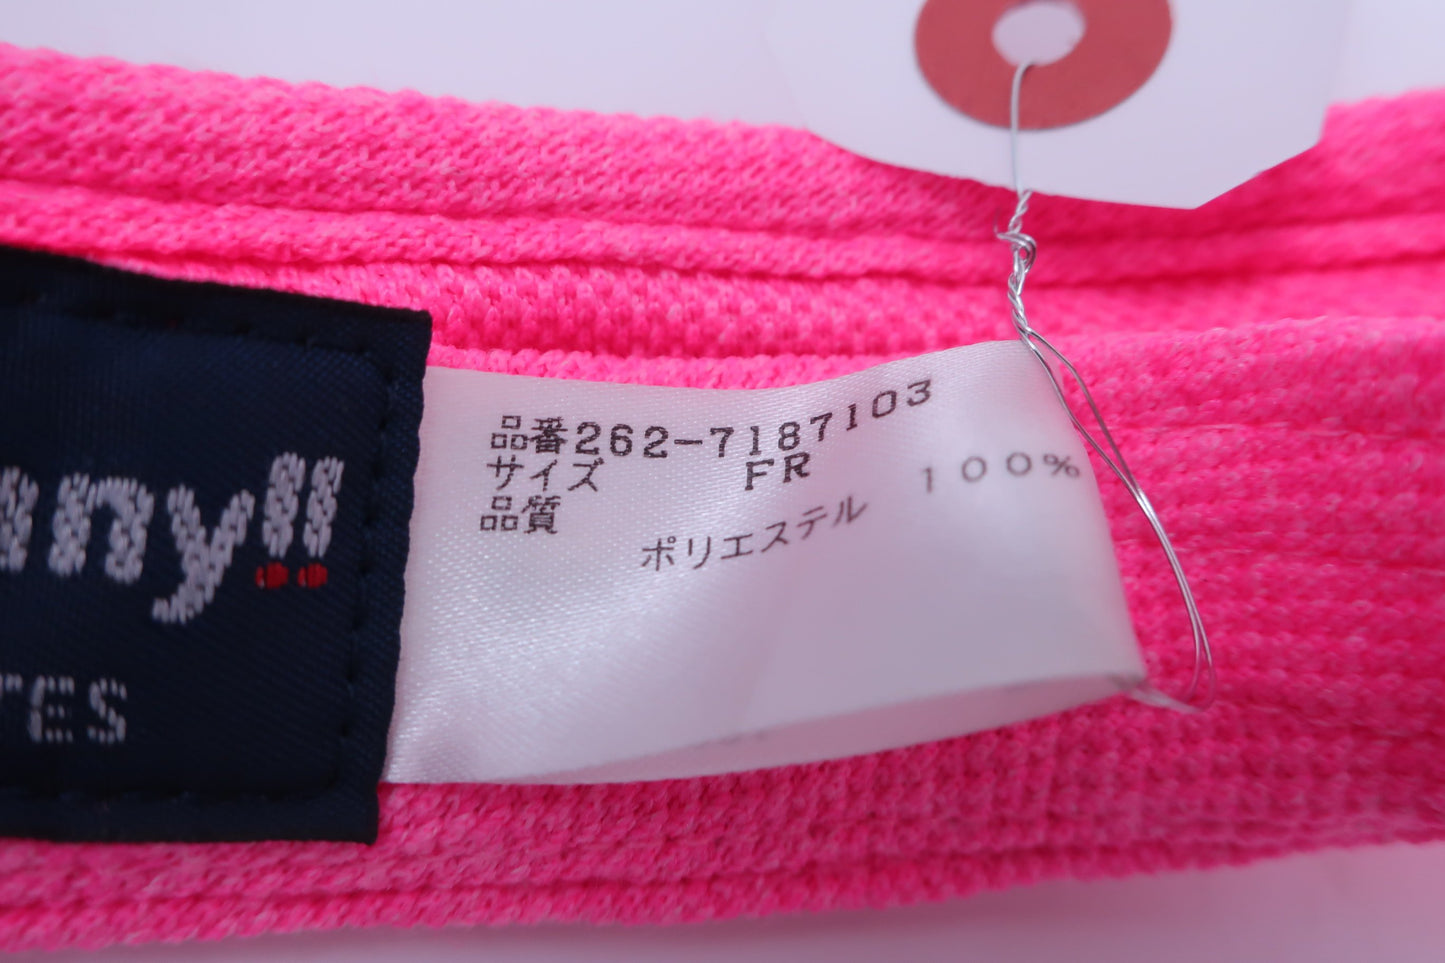 品番262-7187103
サイズ FR
品質
ポリエステル 100%
nny!!
TES